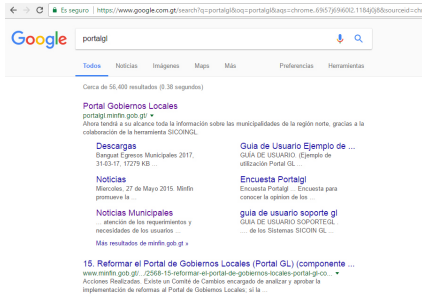 Es seguro | https://www.google.com.gt/search?q=portalgl&oq=portalgl&aqs=chrome..69i57j69i60l2.1184j0j8&sourceid=chr
Google
portalgl
Todos Noticias Imágenes Maps Más Preferencias Herramientas
Cerca de 56,400 resultados (0.38 segundos)
Portal Gobiernos Locales
portalgl.minfin.gob.gt/
Ahora tendrá a su alcance toda la información sobre las municipalidades de la región norte, gracias a la
colaboración de la herramienta SICOINGL.
Descargas
Banguat Egresos Municipales 2017,
31-03-17, 17279 KB ...
Guia de Usuario Ejemplo de ...
GUIA DE USUARIO. (Ejemplo de
utilización Portal GL ...
Noticias
Miercoles, 27 de Mayo 2015. Minfin
promueve la ...
Encuesta Portalgl
Encuesta Portalgl ... Encuesta para
conocer la opinion de los ...
Noticias Municipales
... atención de los requerimientos y
necesidades de los usuarios ...
guia de usuario soporte gl
GUIA DE USUARIO SOPORTEGL.
... de los Sistemas SICOIN GL ...
Más resultados de minfin.gob.gt »
15. Reformar el Portal de Gobiernos Locales (Portal GL) (componente ...
www.minfin.gob.gt/.../2568-15-reformar-el-portal-de-gobiernos-locales-portal-gl-co...
Acciones Realizadas. Existe un Comité de Cambios encargado de analizar y aprobar la
implementación de reformas al Portal de Gobiernos Locales, si la ...